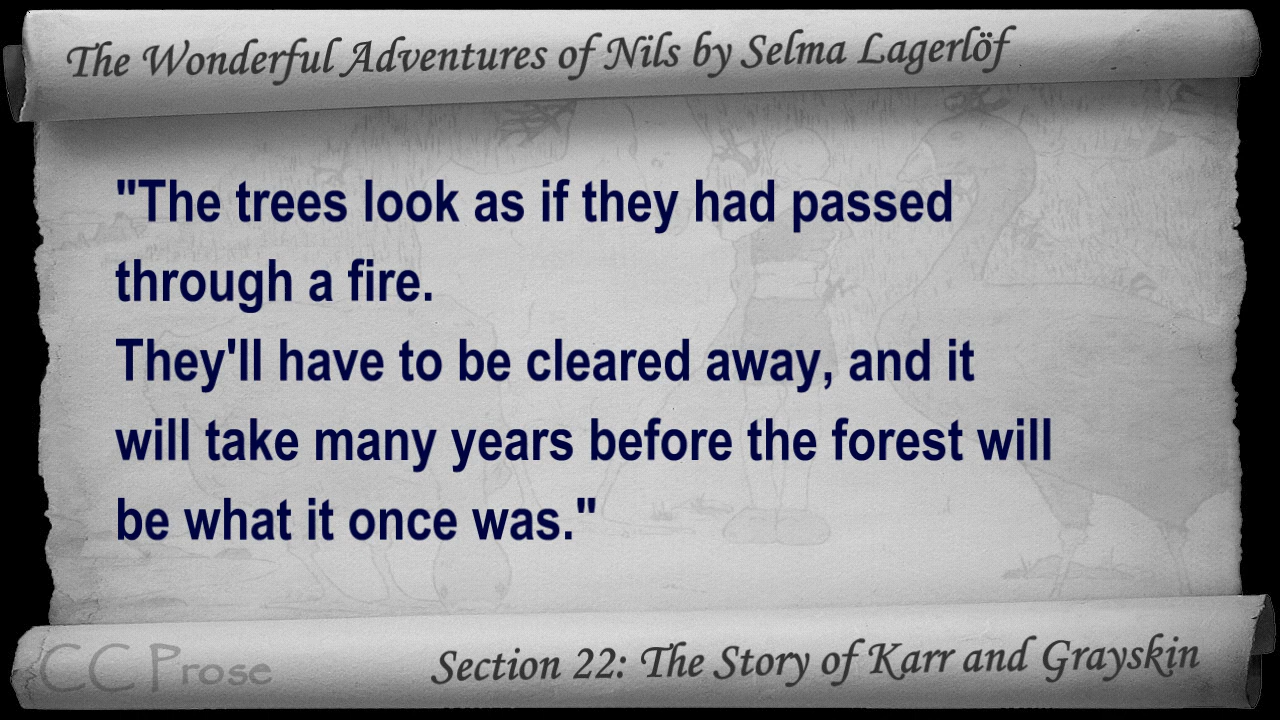 The Wonderful Adventures of Nils by Selma Lagerlöf
"The trees look as if they had passed
through a fire.
They'll have to be cleared away, and it
will take many years before the forest will
be what it once was."
CC Prose
Section 22: The Story of Karr and Grayskin